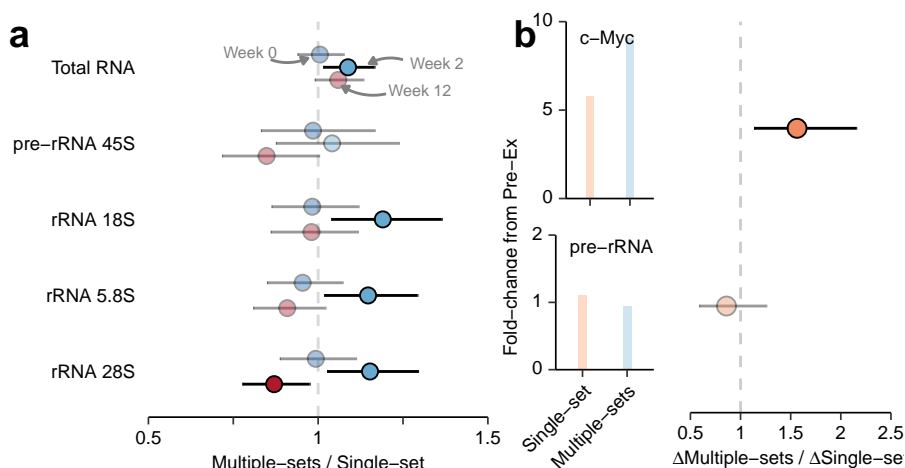 a
Week 0
Total RNA
Week 2
Week 12
pre−rRNA 45S
rRNA 18S
rRNA 5.8S
rRNA 28S
0.5
1
1.5
Multiple−sets / Single−set
b
Fold−change from Pre−Ex
10
c−Myc
5
0
2
pre−rRNA
1
0
Single−set
Multiple−sets
0.5
1
1.5
2
2.5
ΔMultiple−sets / ΔSingle−se